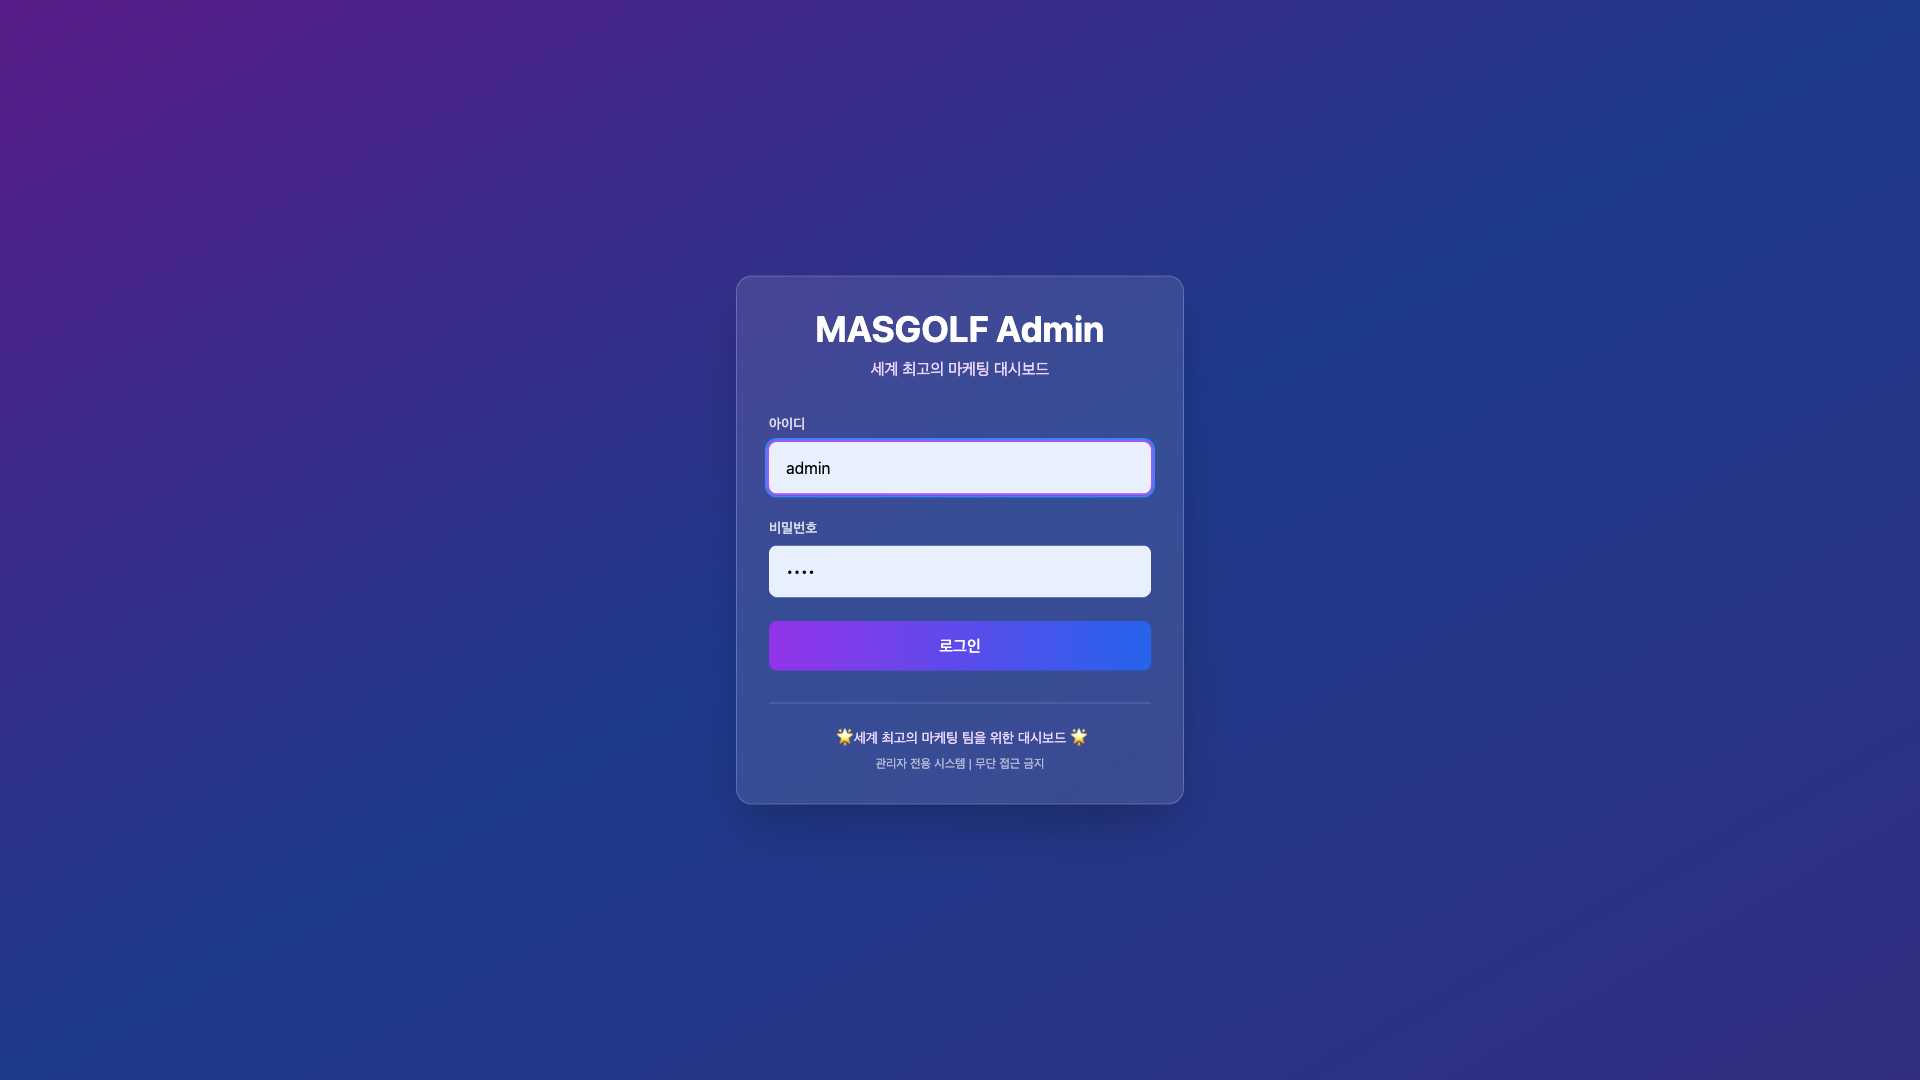 MASGOLF Admin
세계 최고의 마케팅 대시보드
아이디
admin
비밀번호
••••
로그인
🌟세계 최고의 마케팅 팀을 위한 대시보드 🌟
관리자 전용 시스템 | 무단 접근 금지